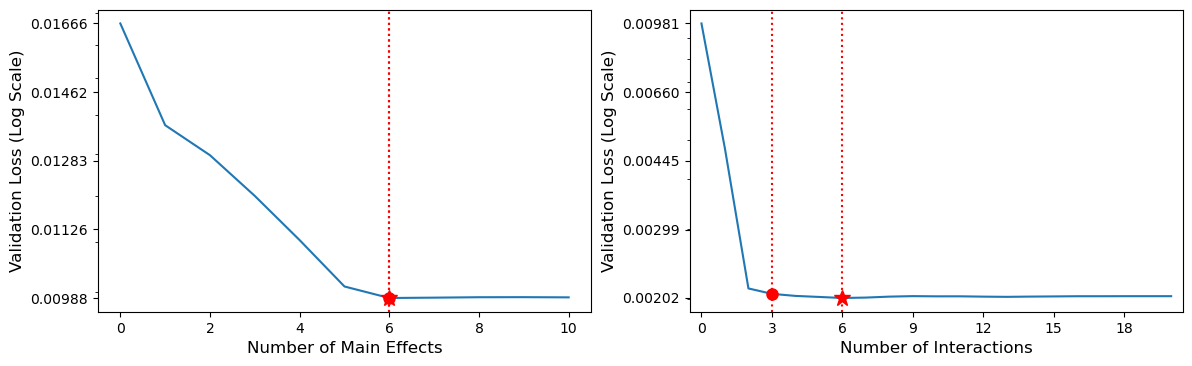 Validation Loss (Log Scale)
0.01666
0.01462
0.01283
0.01126
0.00988
0 2 4 6 8 10
Number of Main Effects
Validation Loss (Log Scale)
0.00981
0.00660
0.00445
0.00299
0.00202
0 3 6 9 12 15 18
Number of Interactions